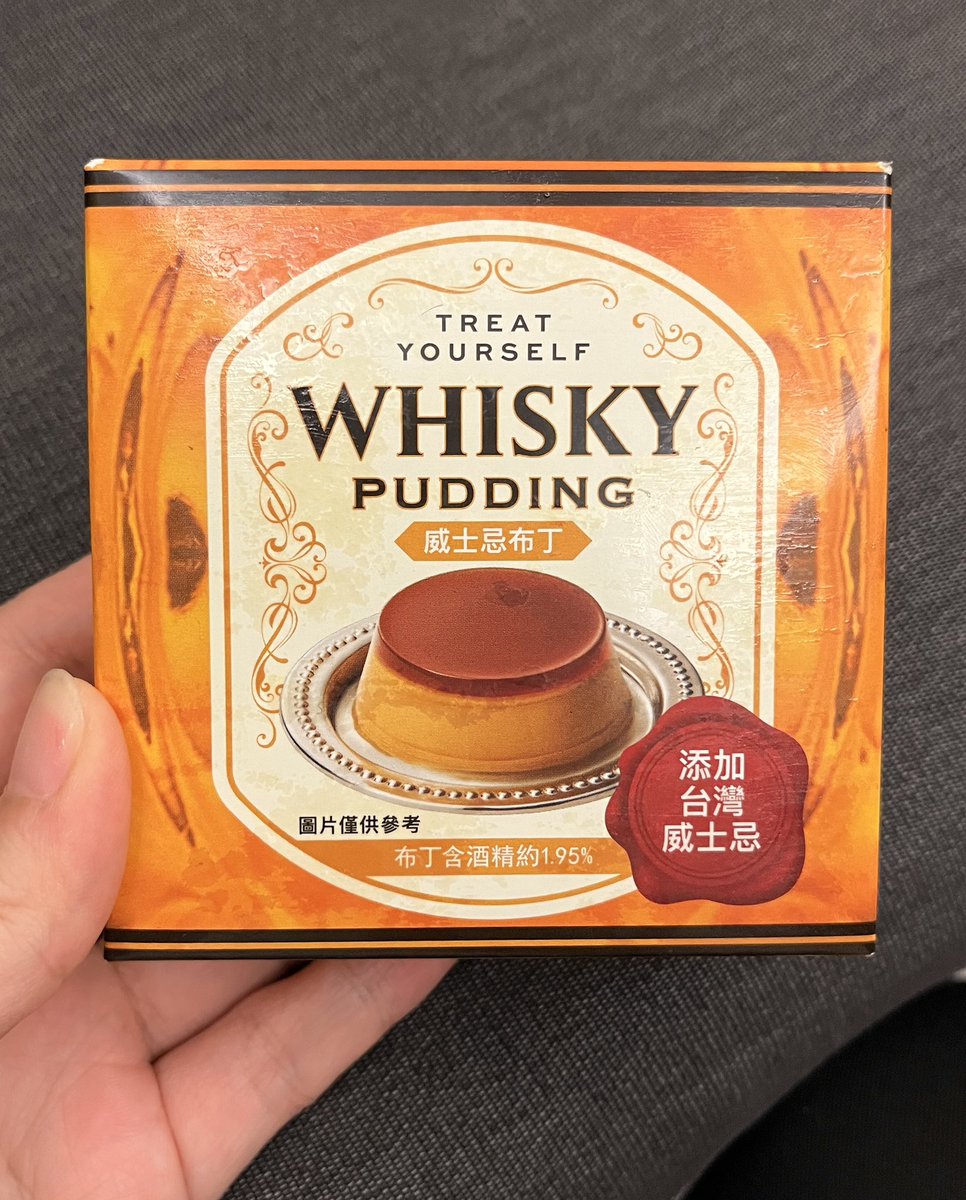 TREAT
YOURSELF
WHISKY
PUDDING
威士忌布丁
添加
台灣
威士忌
圖片僅供參考
布丁含酒精約1.95%